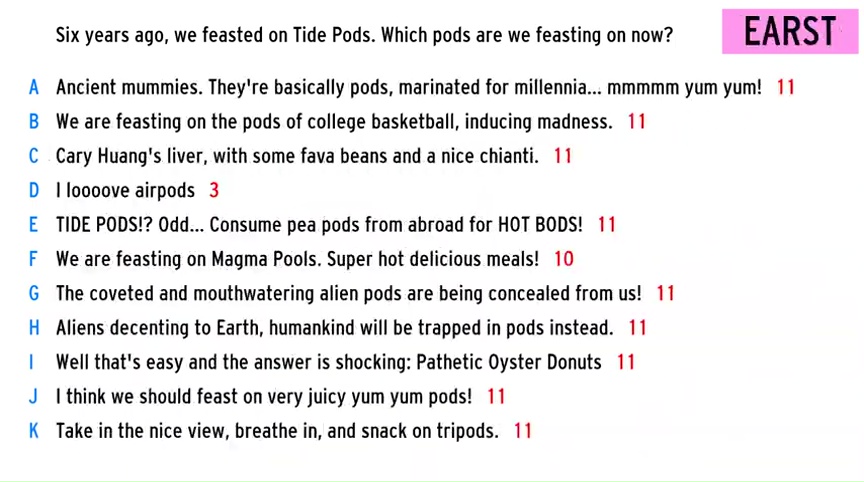 Six years ago, we feasted on Tide Pods. Which pods are we feasting on now?
EARST
A Ancient mummies. They're basically pods, marinated for millennia... mmmmm yum yum! 11
B We are feasting on the pods of college basketball, inducing madness. 11
C Cary Huang's liver, with some fava beans and a nice chianti. 11
D I loooove airpods 3
E TIDE PODS!? Odd... Consume pea pods from abroad for HOT BODS! 11
F We are feasting on Magma Pools. Super hot delicious meals! 10
G The coveted and mouthwatering alien pods are being concealed from us! 11
H Aliens decenting to Earth, humankind will be trapped in pods instead. 11
I Well that's easy and the answer is shocking: Pathetic Oyster Donuts 11
J I think we should feast on very juicy yum yum pods! 11
K Take in the nice view, breathe in, and snack on tripods. 11